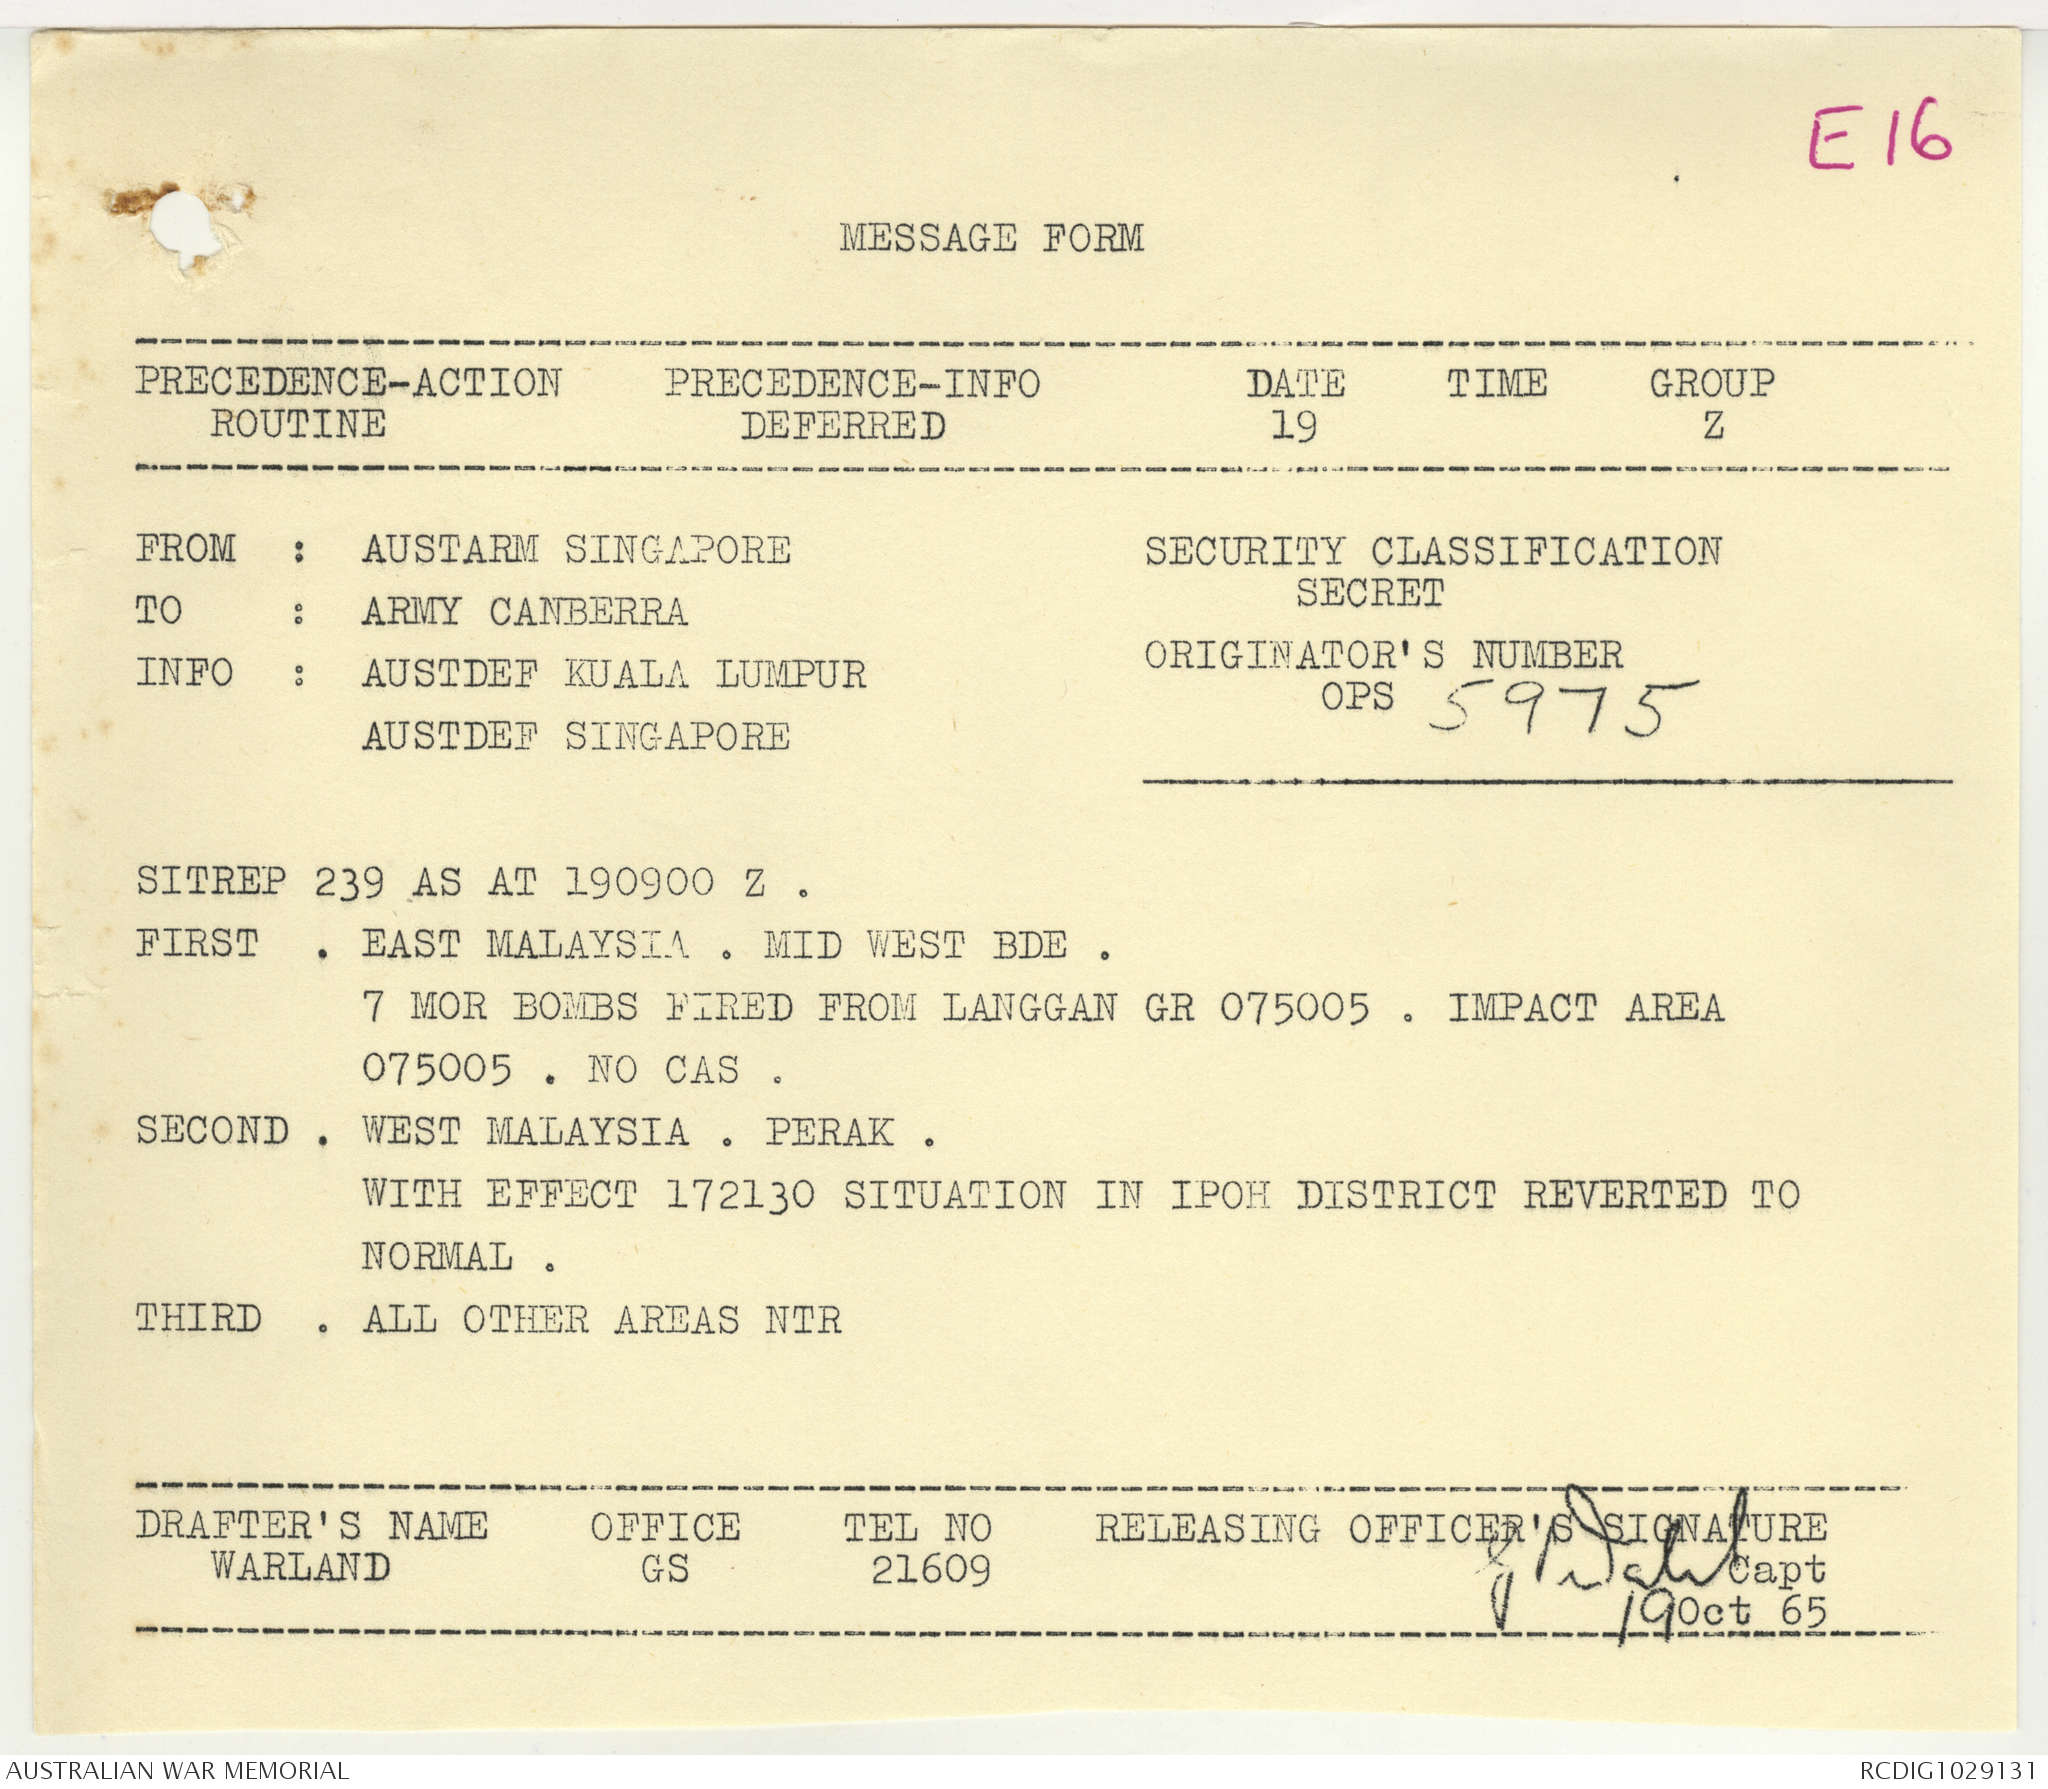 E 16
MESSAGE FORM
PRECEDENCE-ACTION PRECEDENCE-INFO DATE TIME GROUP
ROUTINE DEFERRED 19 Z
FROM : AUSTARM SINGAPORE
SECURITY CLASSIFICATION
SECRET
TO : ARMY CANBERRA
ORIGINATOR'S NUMBER
OPS 5975
INFO : AUSTDEF KUALA LUMPUR
AUSTDEF SINGAPORE
SITREP 239 AS AT 190900 Z .
FIRST . EAST MALAYSIA . MID WEST BDE .
7 MOR BOMBS FIRED FROM LANGGAN GR 075005 . IMPACT AREA
075005 . NO CAS .
SECOND . WEST MALAYSIA . PERAK .
WITH EFFECT 172130 SITUATION IN IPOH DISTRICT REVERTED TO
NORMAL .
THIRD . ALL OTHER AREAS NTR
DRAFTER'S NAME OFFICE TEL NO RELEASING OFFICER'S SIGNATURE
WARLAND GS 21609 Capt
19 Oct 65
AUSTRALIAN WAR MEMORIAL RCDIG1029131